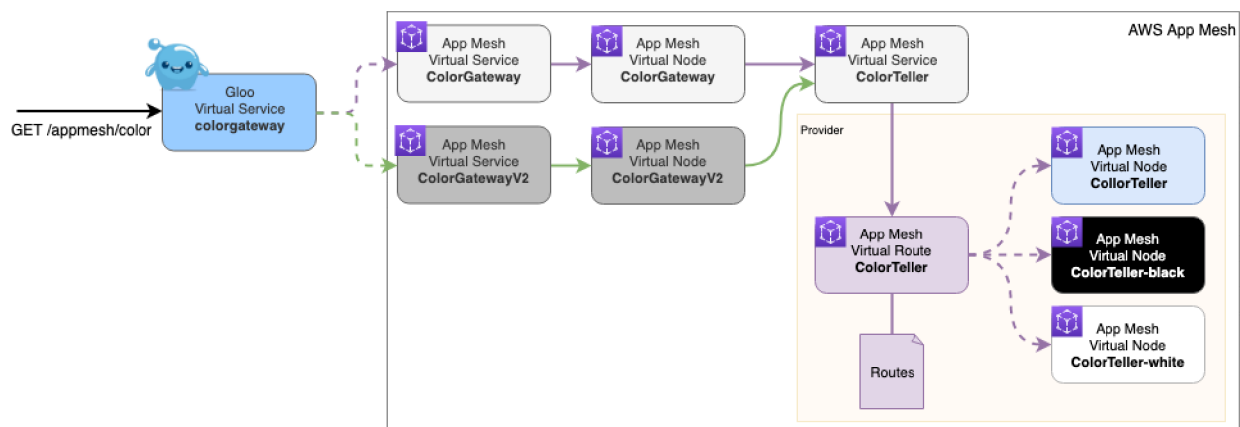 AWS App Mesh
GET /appmesh/color
Gloo
Virtual Service
colorgateway
App Mesh
Virtual Service
ColorGateway
App Mesh
Virtual Node
ColorGateway
App Mesh
Virtual Service
ColorTeller
App Mesh
Virtual Service
ColorGatewayV2
App Mesh
Virtual Node
ColorGatewayV2
Provider
App Mesh
Virtual Route
ColorTeller
Routes
App Mesh
Virtual Node
CollorTeller
App Mesh
Virtual Node
ColorTeller-black
App Mesh
Virtual Node
ColorTeller-white